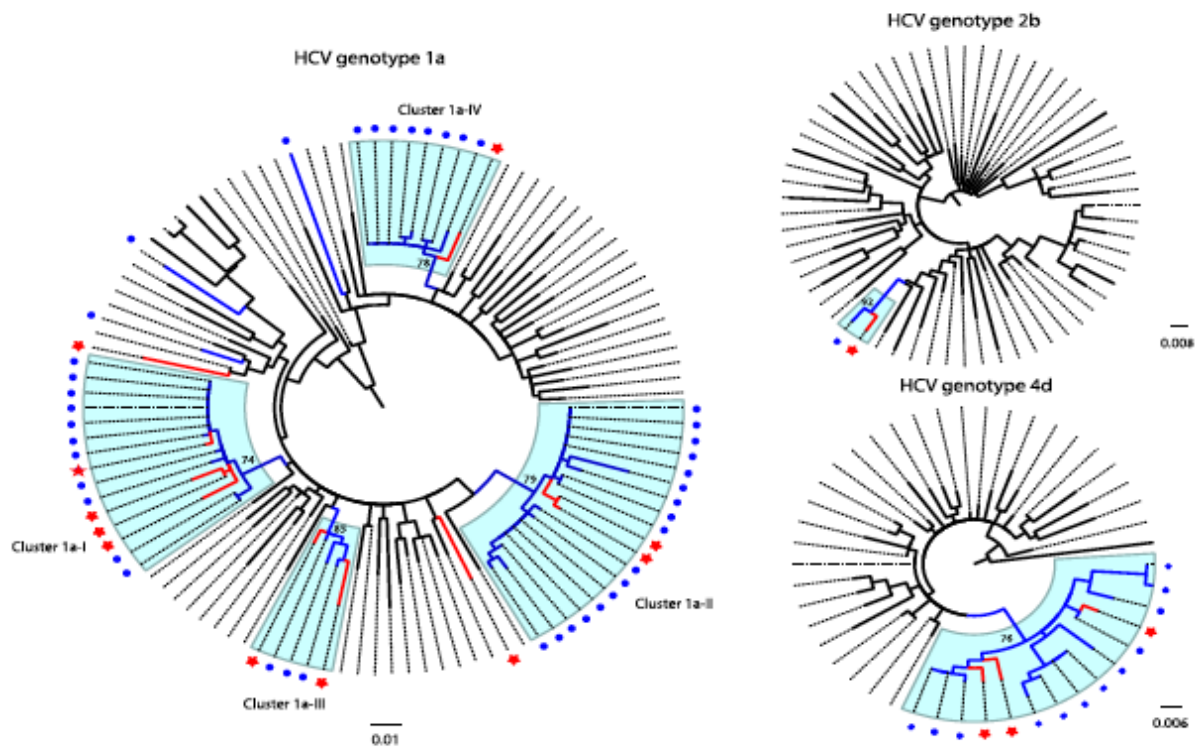 HCV genotype 1a
Cluster 1a-IV
78
74
79
Cluster 1a-I
Cluster 1a-II
Cluster 1a-III
0.01
HCV genotype 2b
0.008
HCV genotype 4d
76
0.006